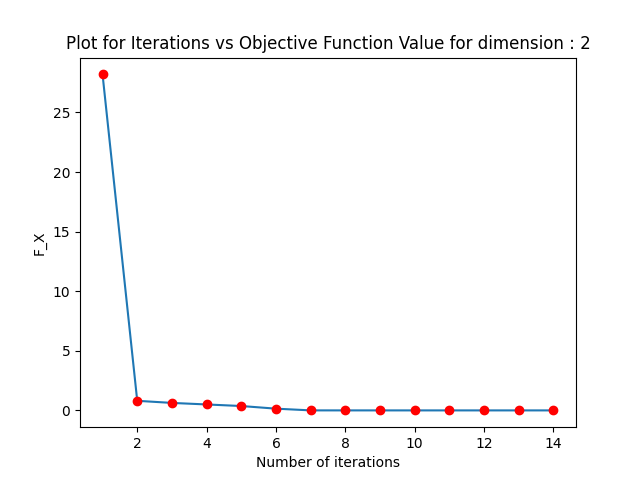 Plot for Iterations vs Objective Function Value for dimension : 2
25
20
15
10
5
0
F_X
2 4 6 8 10 12 14
Number of iterations